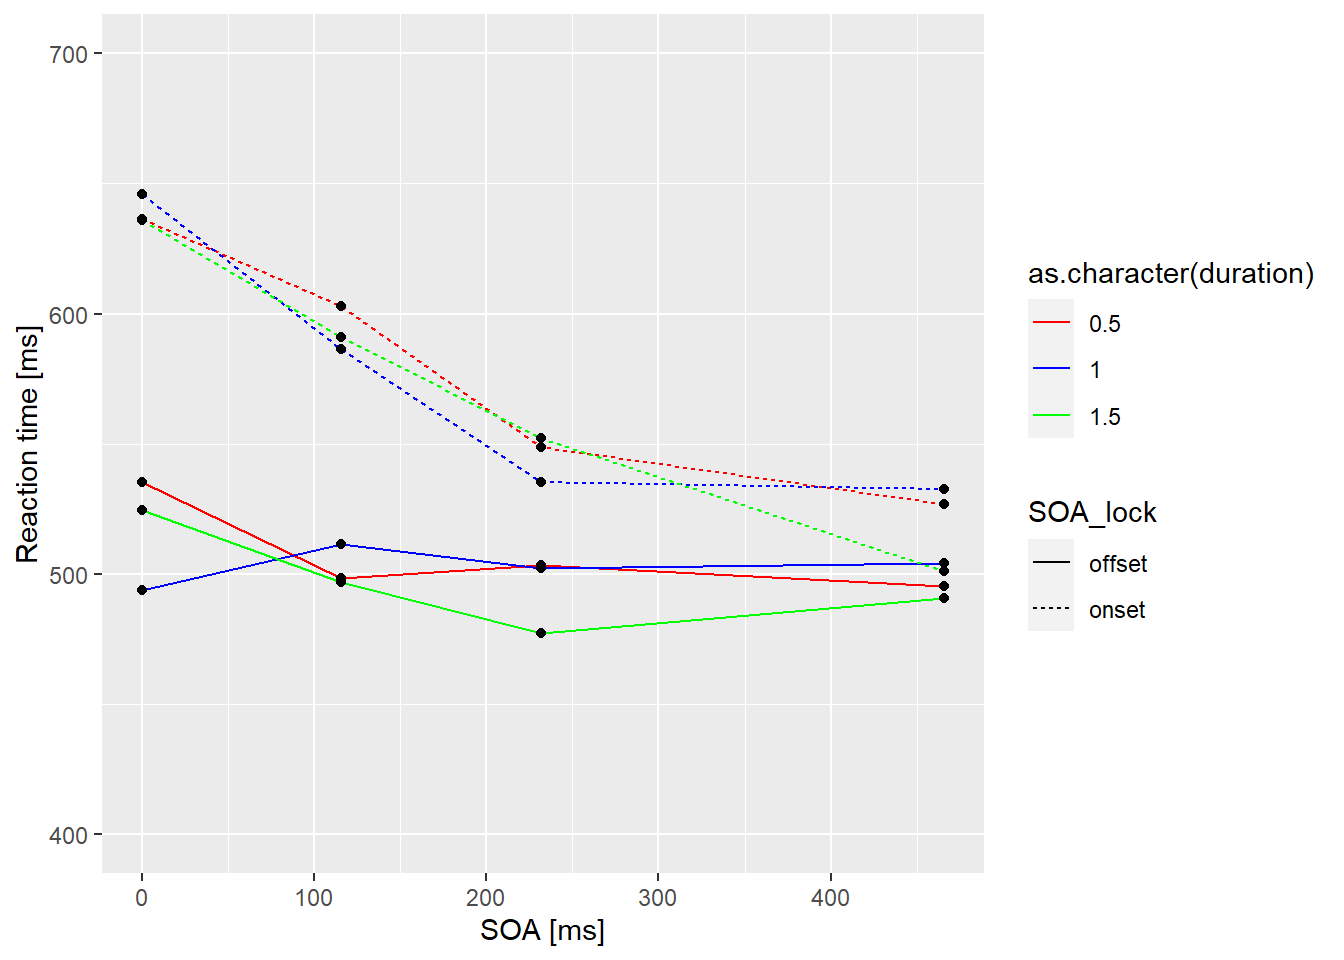 700
600
500
400
Reaction time [ms]
0
100
200
300
400
SOA [ms]
as.character(duration)
0.5
1
1.5
SOA_lock
offset
onset